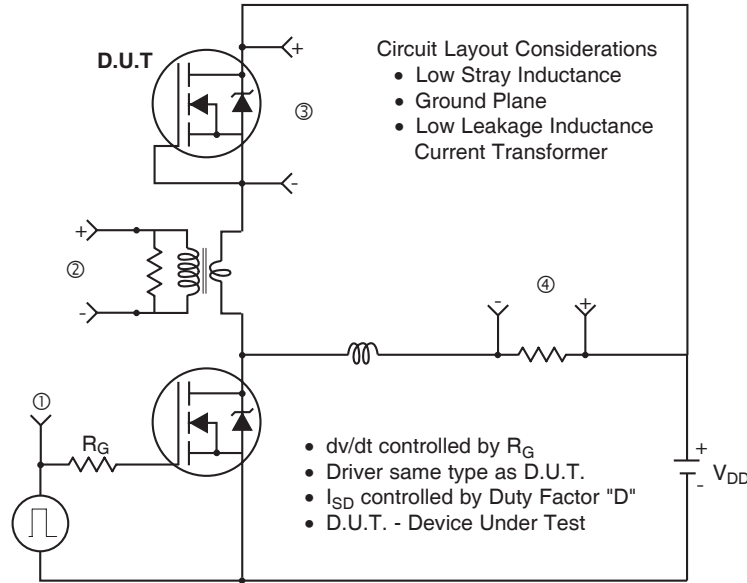 D.U.T
+
③
-
Circuit Layout Considerations
• Low Stray Inductance
• Ground Plane
• Low Leakage Inductance
Current Transformer
+
②
-
④
- +
①
RG
• dv/dt controlled by RG
• Driver same type as D.U.T.
• ISD controlled by Duty Factor "D"
• D.U.T. - Device Under Test
+
VDD
-